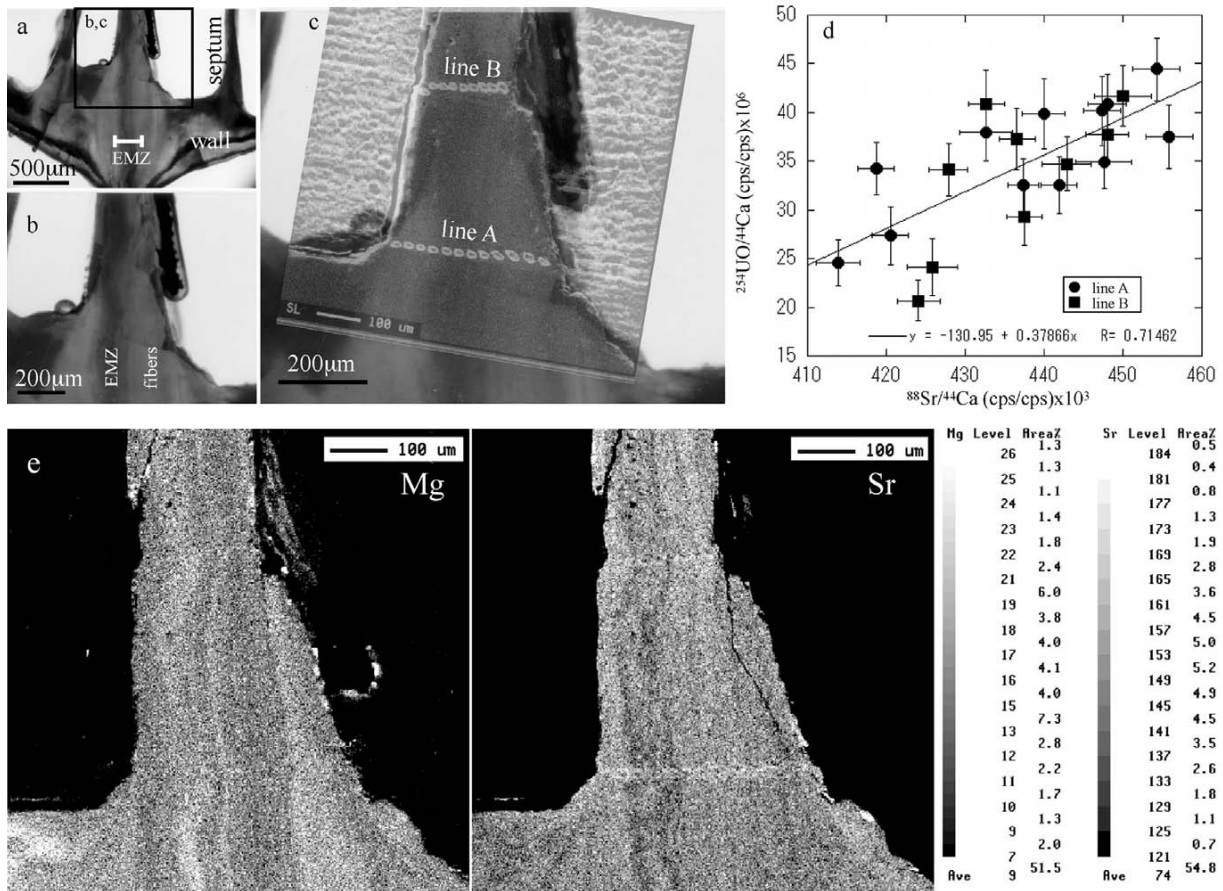 a
b,c
septum
wall
EMZ
500μm
b
EMZ
fibers
200μm
c
line B
line A
SL
100 um
200μm
d
²⁵⁴UO/⁴⁴Ca (cps/cps)x10⁶
50
45
40
35
30
25
20
15
line A
line B
y = -130.95 + 0.37866x R= 0.71462
410 420 430 440 450 460
⁸⁸Sr/⁴⁴Ca (cps/cps)x10³
e
100 um
Mg
100 um
Sr
Mg Level Area%
1.3
26
1.3
25
1.1
24
1.4
23
1.8
22
2.4
21
6.0
19
3.8
18
4.0
17
4.1
16
4.0
15
7.3
13
2.8
12
2.2
11
1.7
10
1.3
9
2.0
7
51.5
Ave 9
Sr Level Area%
0.5
184
0.4
181
0.8
177
1.3
173
1.9
169
2.8
165
3.6
161
4.5
157
5.0
153
5.2
149
4.9
145
4.5
141
3.5
137
2.6
133
1.8
129
1.1
125
0.7
121
54.8
Ave 74